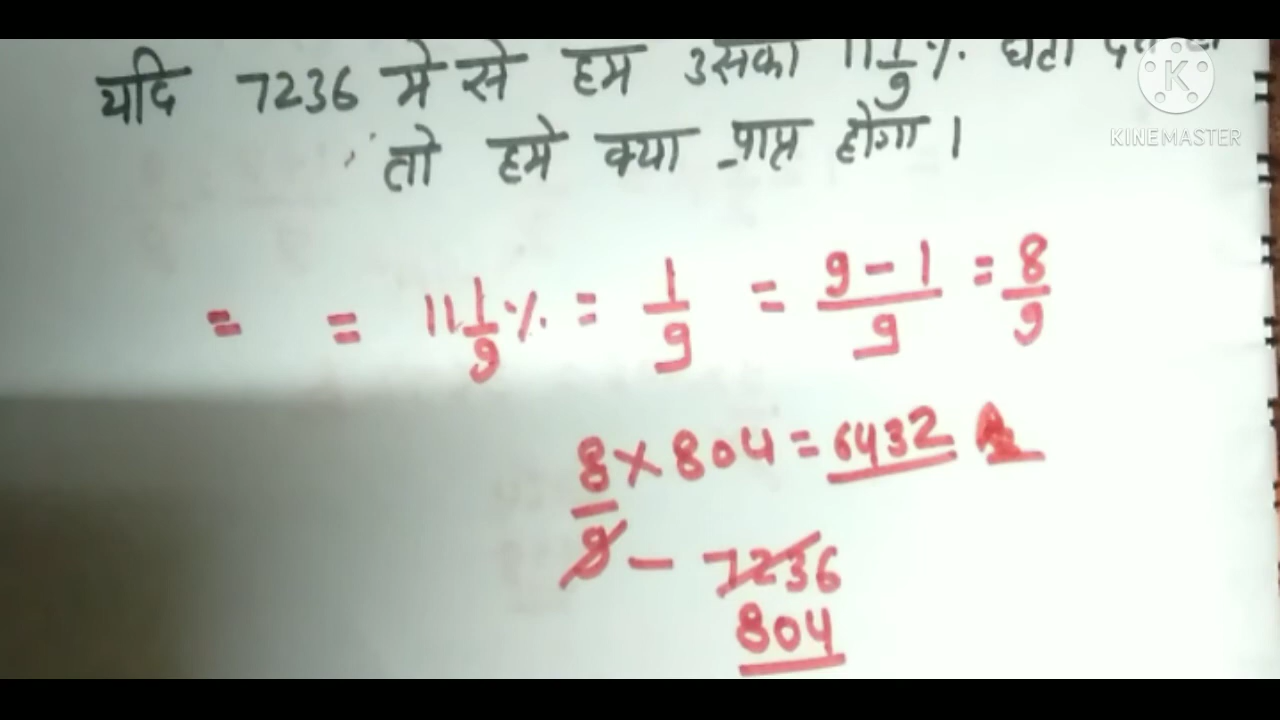 यदि 7236 मे से हम उसका 11 1/9 % घटा
तो हमे क्या प्राप्त होगा ।
KINEMASTER
= = 11 1/9 % = 1/9 = 9-1/9 = 8/9
8/9 × 804 = 6432
9 - 7236
804